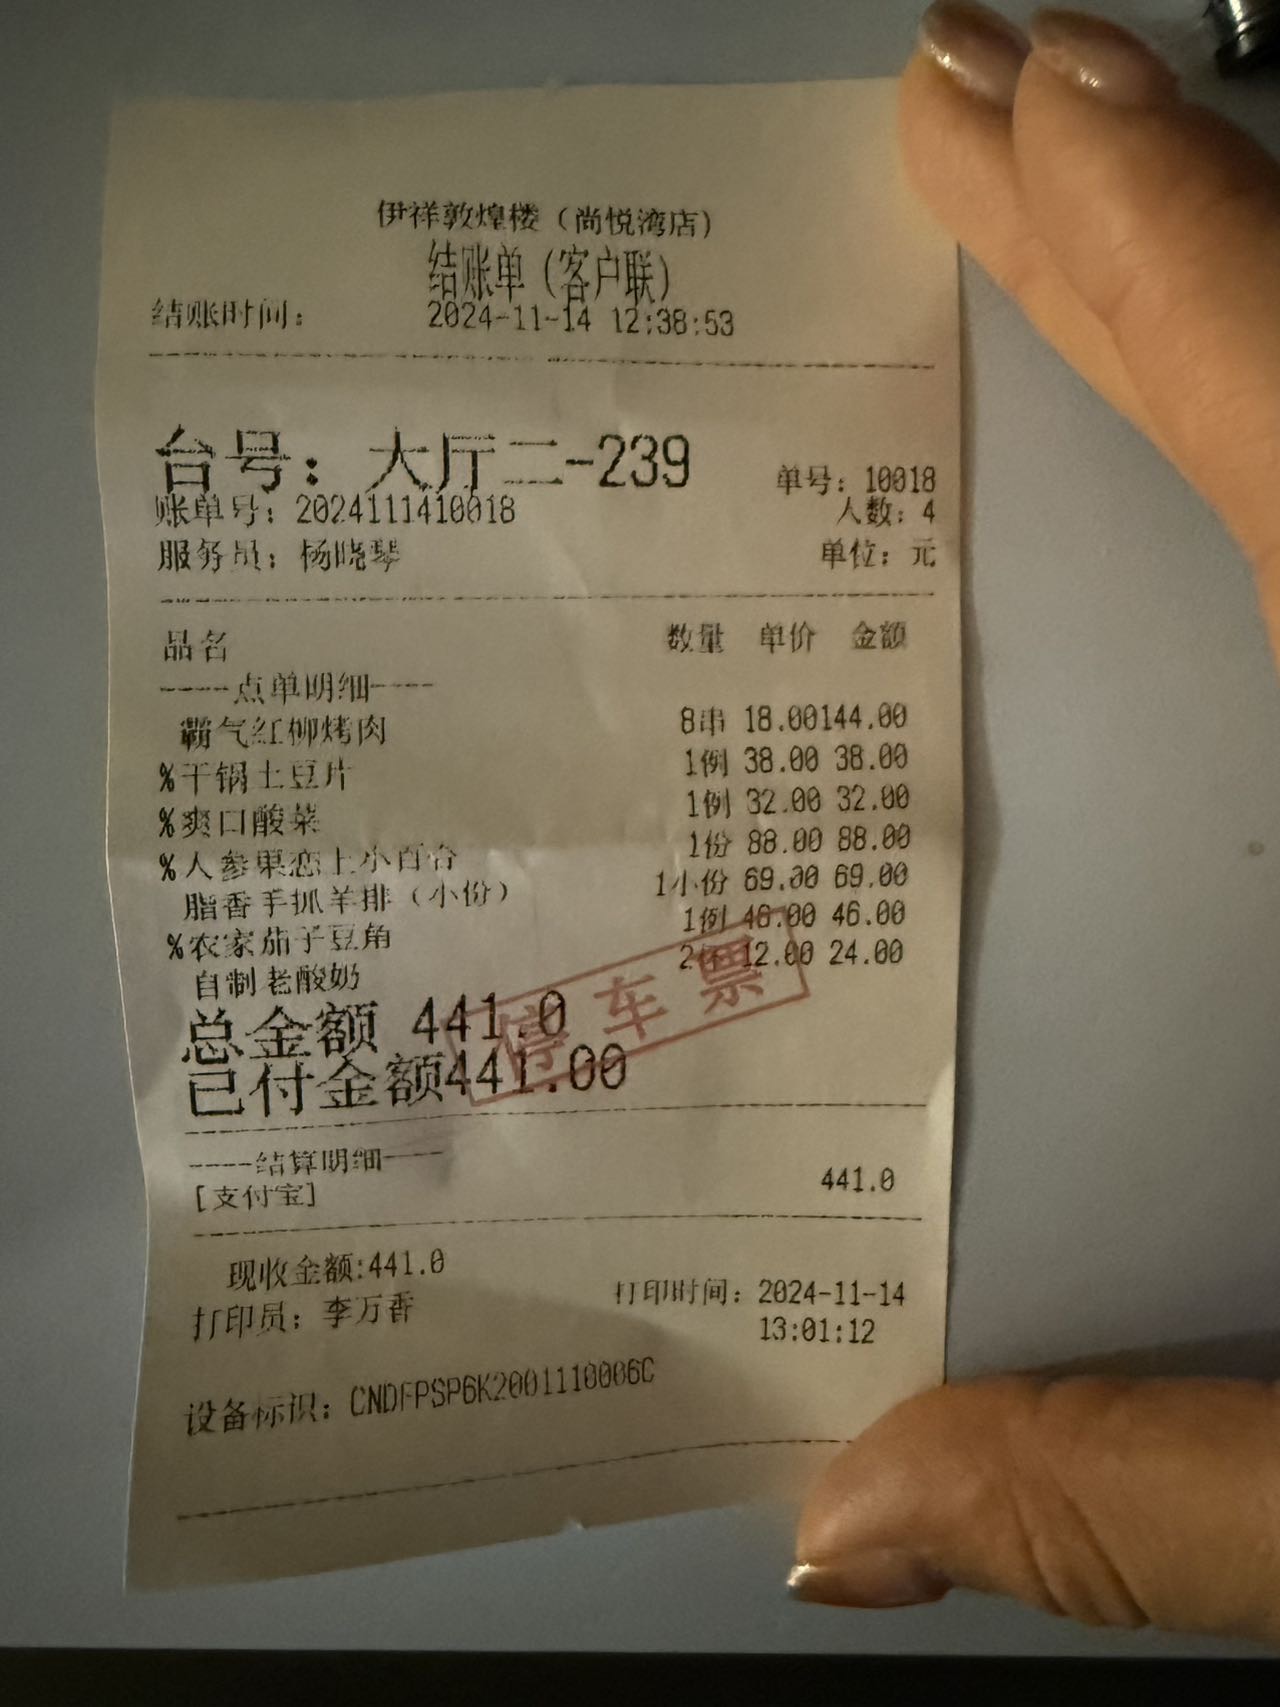 伊祥敦煌楼（尚悦湾店）
结账单（客户联）
结账时间： 2024-11-14 12:38:53
台号：大厅二-239 单号：10018
账单号：2024111410018 人数：4
服务员：杨晓琴 单位：元
品名 数量 单价 金额
----点单明细----
霸气红柳烤肉 8串 18.00 144.00
%干锅土豆片 1例 38.00 38.00
%爽口酸菜 1例 32.00 32.00
%人参果恋上小百合 1份 88.00 88.00
脂香手抓羊排（小份） 1小份 69.00 69.00
%农家茄子豆角 1例 46.00 46.00
自制老酸奶 2杯 12.00 24.00
总金额 441.0
已付金额441.00
停车票
----结算明细----
[支付宝] 441.0
现收金额:441.0
打印员：李万香 打印时间：2024-11-14
13:01:12
设备标识：CNDFPSP6K2001110006C